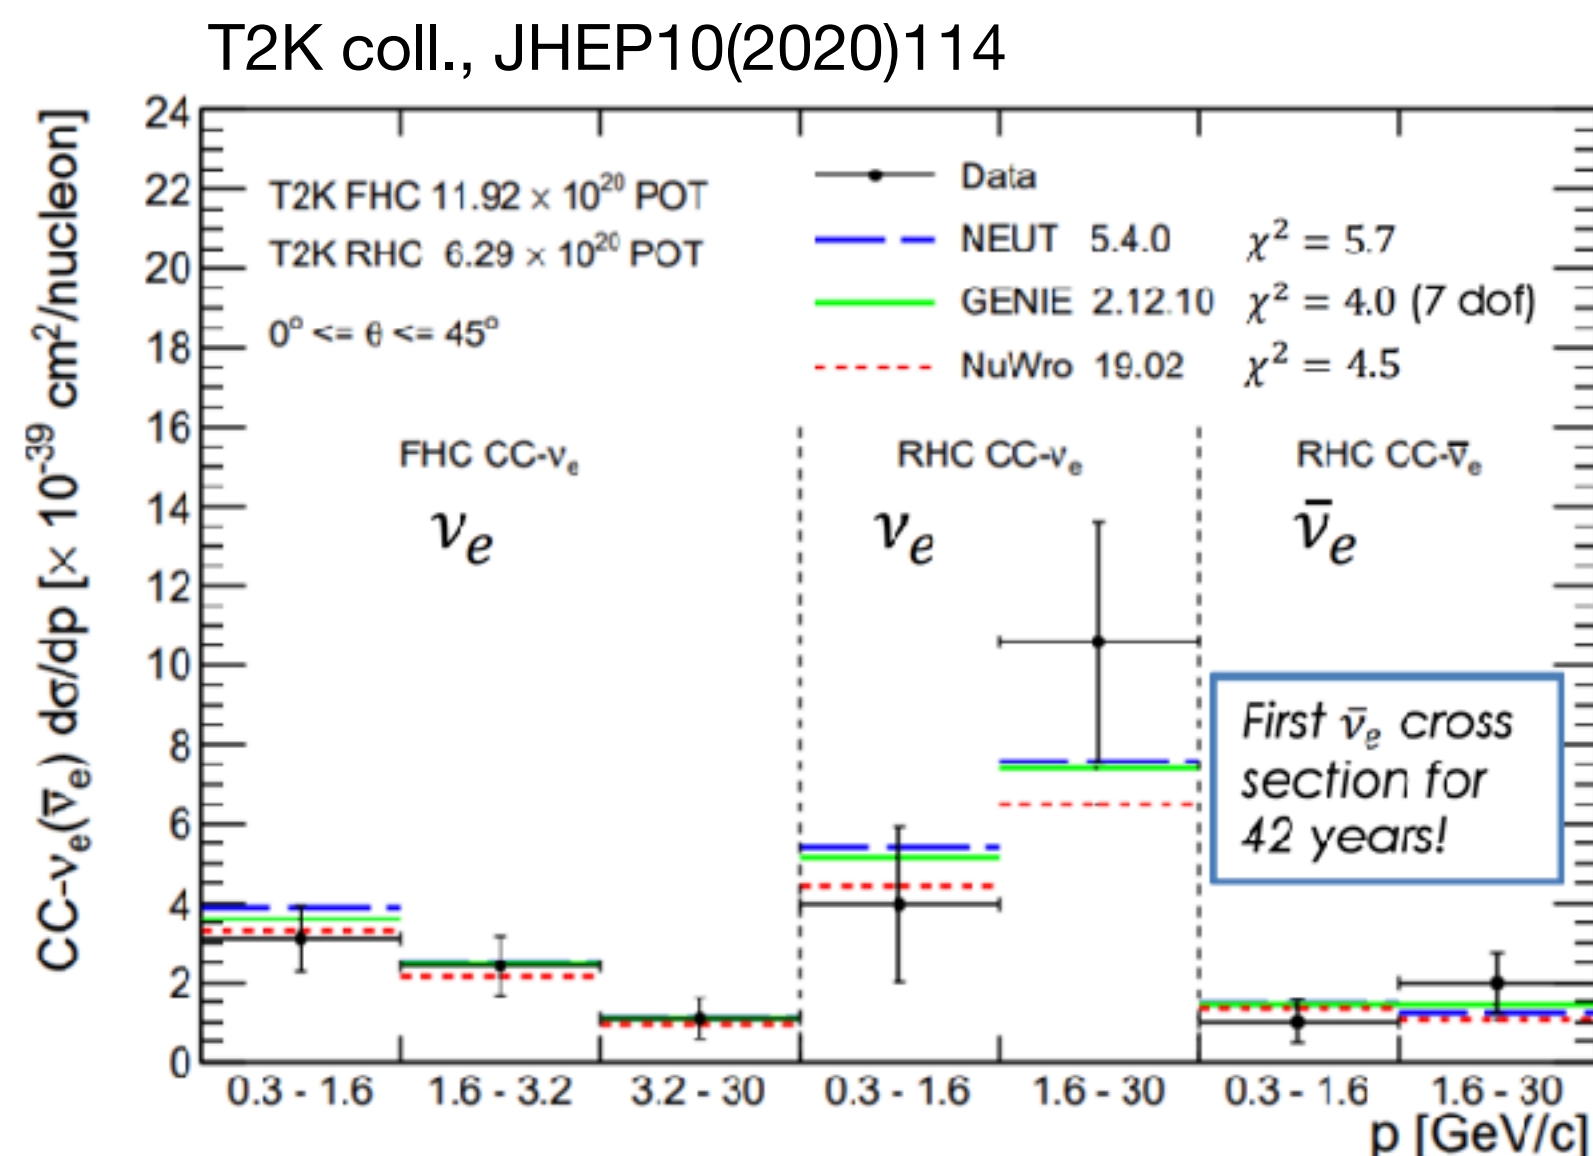 T2K coll., JHEP10(2020)114
CC-νₑ(ν̄ₑ) dσ/dp [× 10⁻³⁹ cm²/nucleon]
24
22
20
18
16
14
12
10
8
6
4
2
0
T2K FHC 11.92 × 10²⁰ POT
T2K RHC 6.29 × 10²⁰ POT
0° <= θ <= 45°
Data
NEUT 5.4.0 χ² = 5.7
GENIE 2.12.10 χ² = 4.0 (7 dof)
NuWro 19.02 χ² = 4.5
FHC CC-νₑ
RHC CC-νₑ
RHC CC-ν̄ₑ
νₑ
νₑ
ν̄ₑ
First ν̄ₑ cross
section for
42 years!
0.3 - 1.6 1.6 - 3.2 3.2 - 30 0.3 - 1.6 1.6 - 30 0.3 - 1.6 1.6 - 30
p [GeV/c]